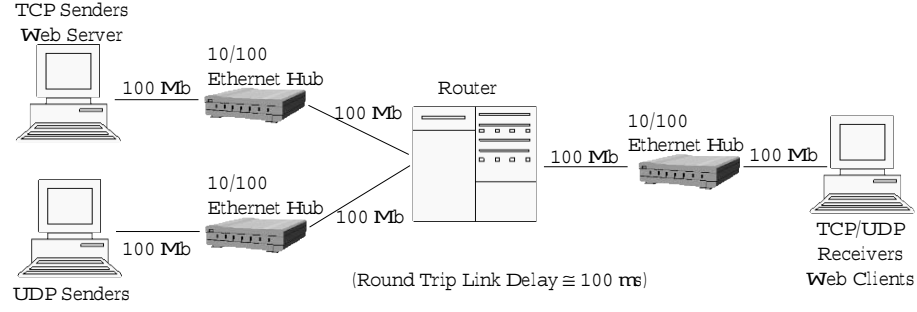 TCP Senders
Web Server
10/100
Ethernet Hub
100 Mb
100 Mb
Router
10/100
Ethernet Hub
100 Mb
100 Mb
10/100
Ethernet Hub
100 Mb
100 Mb
UDP Senders
TCP/UDP
Receivers
Web Clients
(Round Trip Link Delay ≅ 100 ms)